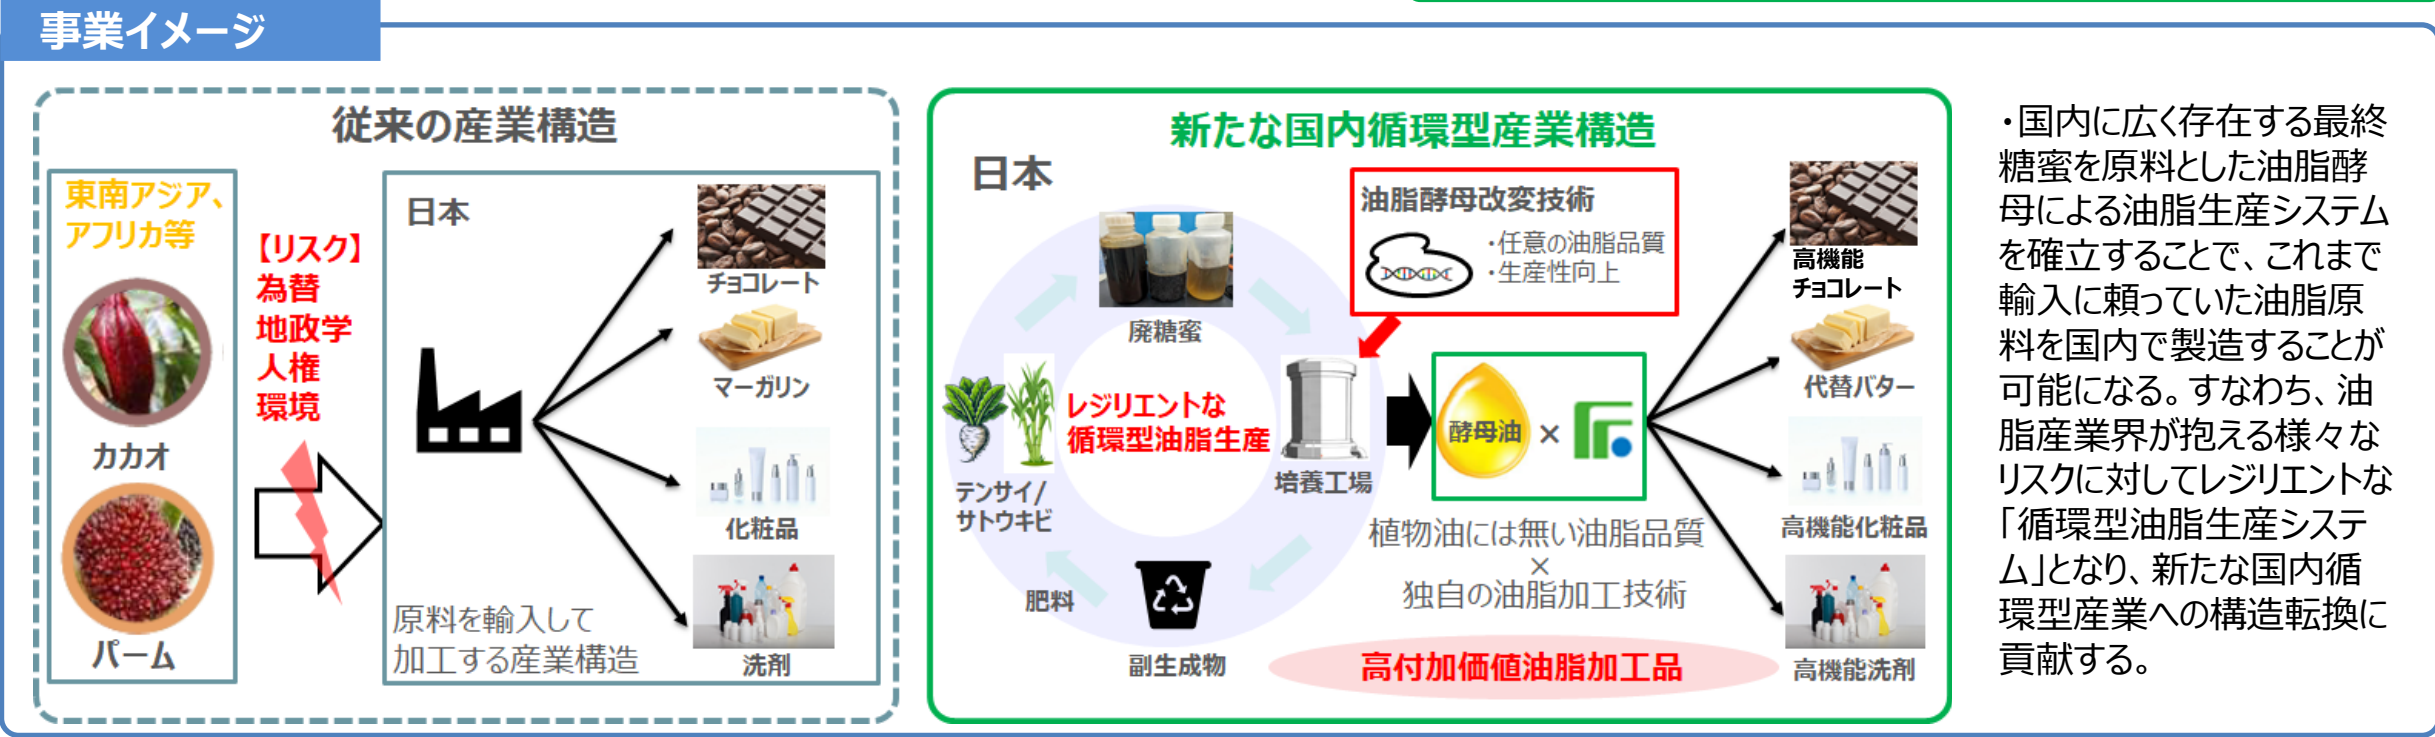 事業イメージ
従来の産業構造
東南アジア、
アフリカ等
カカオ
パーム
【リスク】
為替
地政学
人権
環境
日本
原料を輸入して
加工する産業構造
チョコレート
マーガリン
化粧品
洗剤
新たな国内循環型産業構造
日本
廃糖蜜
レジリエントな
循環型油脂生産
テンサイ/
サトウキビ
肥料
副生成物
培養工場
油脂酵母改変技術
・任意の油脂品質
・生産性向上
酵母油 ×
植物油には無い油脂品質
×
独自の油脂加工技術
高付加価値油脂加工品
高機能
チョコレート
代替バター
高機能化粧品
高機能洗剤
・国内に広く存在する最終
糖蜜を原料とした油脂酵
母による油脂生産システム
を確立することで、これまで
輸入に頼っていた油脂原
料を国内で製造することが
可能になる。すなわち、油
脂産業界が抱える様々な
リスクに対してレジリエントな
「循環型油脂生産システ
ム」となり、新たな国内循
環型産業への構造転換に
貢献する。